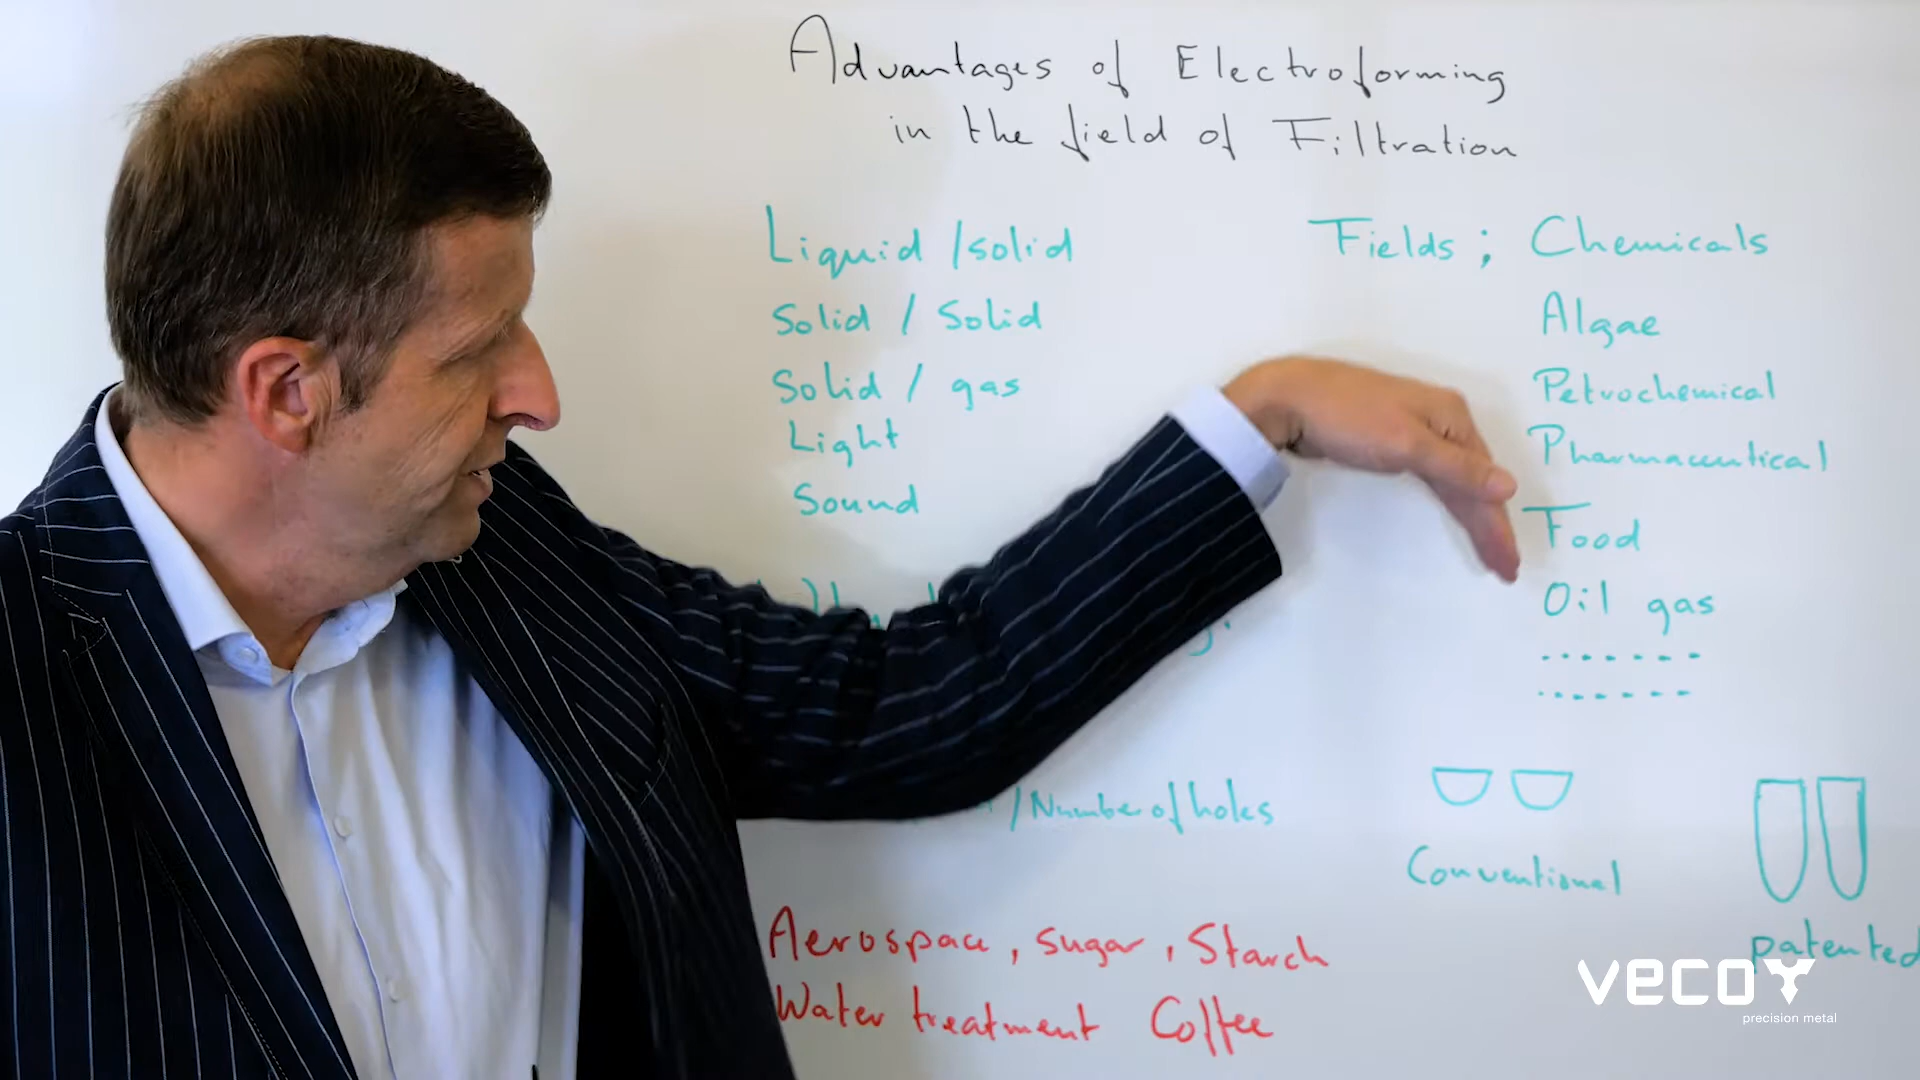 Advantages of Electroforming
in the field of Filtration
Liquid /solid
Solid / Solid
Solid / gas
Light
Sound
Fields ; Chemicals
Algae
Petrochemical
Pharmaceutical
Food
Oil gas
/Number of holes
Conventional
patented
Aerospace, sugar, Starch
Water treatment Coffee
veco
precision metal